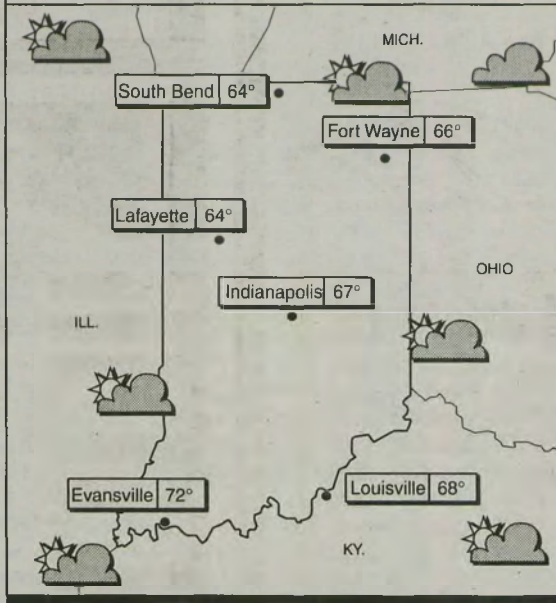 MICH.
South Bend 64°
Fort Wayne 66°
Lafayette 64°
OHIO
Indianapolis 67°
ILL.
Evansville 72°
Louisville 68°
KY.